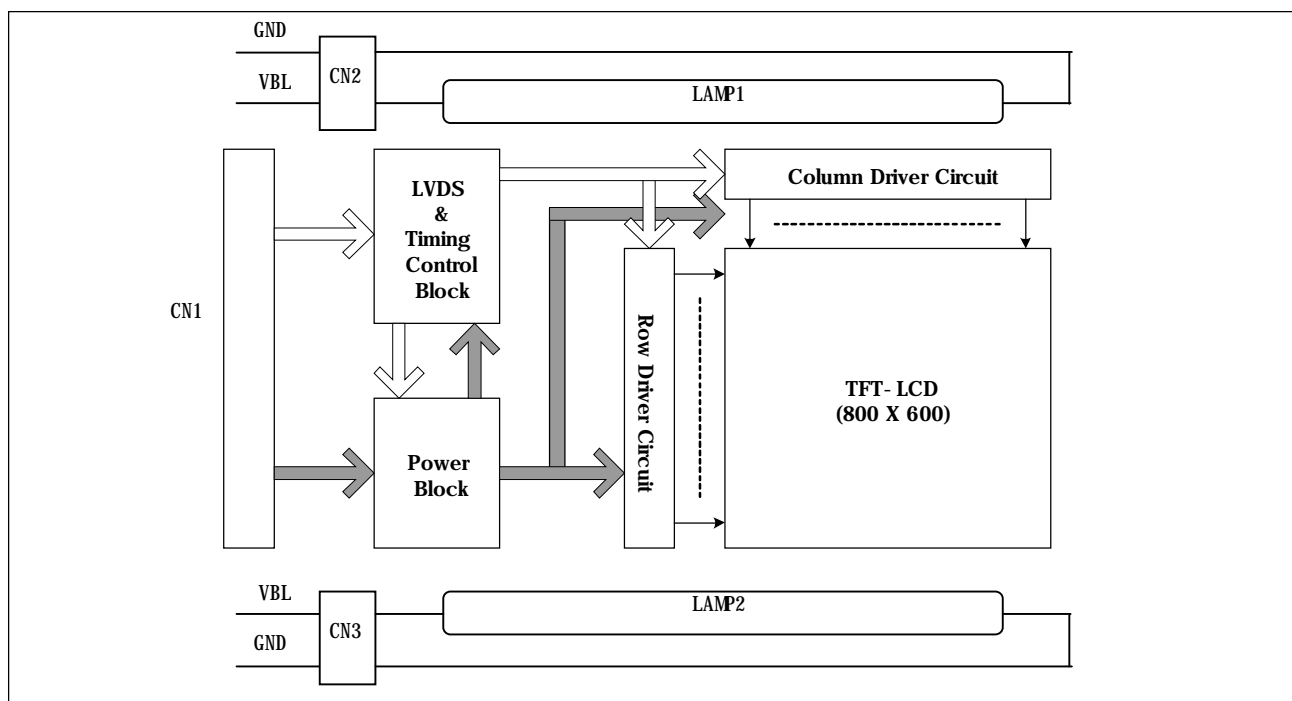 GND
CN2
VBL
LAMP1
LVDS
&
Timing
Control
Block
Column Driver Circuit
CN1
Row Driver Circuit
TFT- LCD
(800 X 600)
Power
Block
VBL
LAMP2
CN3
GND